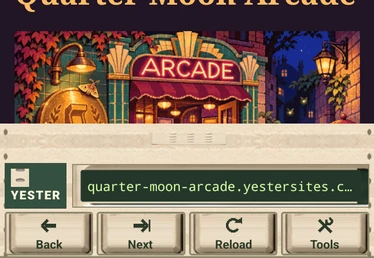 Quarter Moon Arcade
ARCADE
YESTER
quarter-moon-arcade.yestersites.c…
Back
Next
Reload
Tools